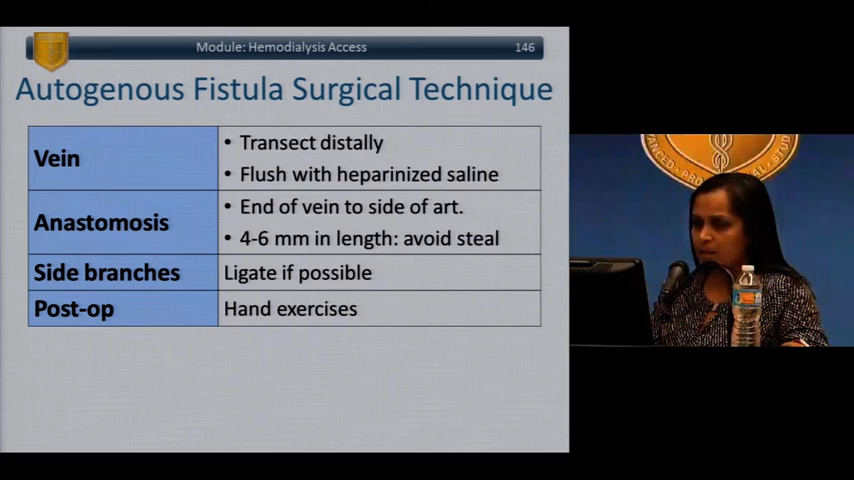 Module: Hemodialysis Access 146
Autogenous Fistula Surgical Technique
Vein
• Transect distally
• Flush with heparinized saline
Anastomosis
• End of vein to side of art.
• 4-6 mm in length: avoid steal
Side branches
Ligate if possible
Post-op
Hand exercises